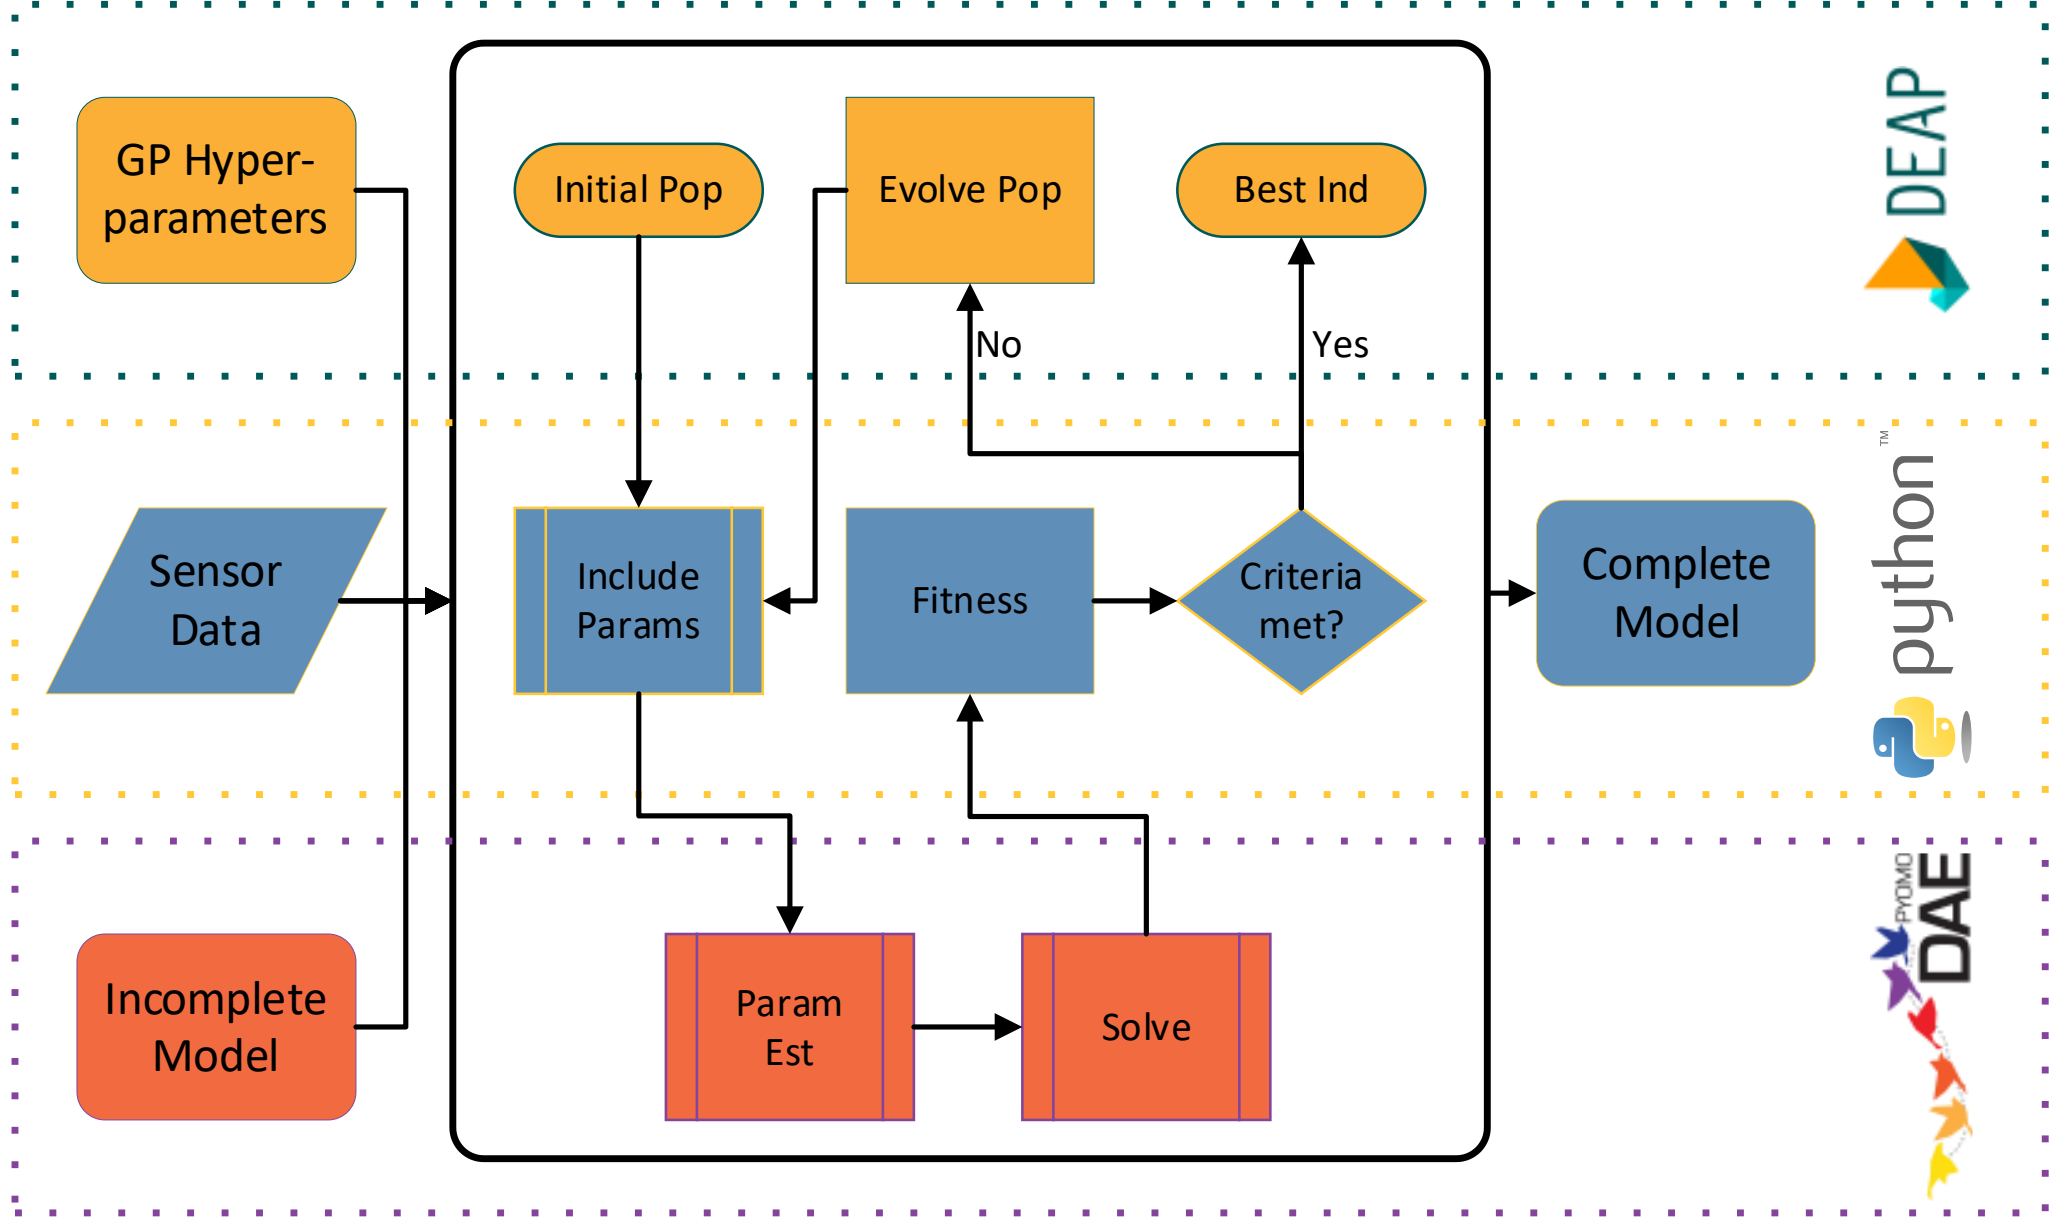 GP Hyper-
parameters
Initial Pop
Evolve Pop
Best Ind
DEAP
No
Yes
Sensor
Data
Include
Params
Fitness
Criteria
met?
Complete
Model
python
TM
Incomplete
Model
Param
Est
Solve
PYOMO
DAE